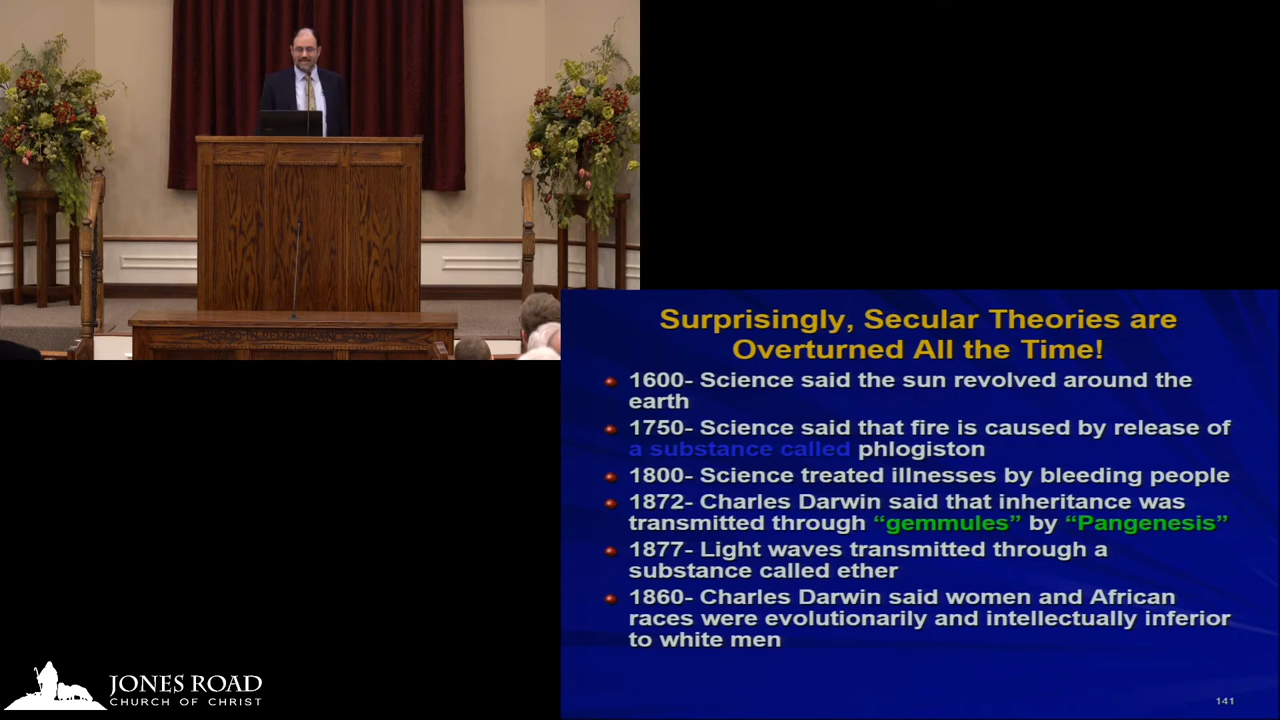 Surprisingly, Secular Theories are
Overturned All the Time!
1600- Science said the sun revolved around the
earth
1750- Science said that fire is caused by release of
a substance called phlogiston
1800- Science treated illnesses by bleeding people
1872- Charles Darwin said that inheritance was
transmitted through “gemmules” by “Pangenesis”
1877- Light waves transmitted through a
substance called ether
1860- Charles Darwin said women and African
races were evolutionarily and intellectually inferior
to white men
141
JONES ROAD
CHURCH OF CHRIST